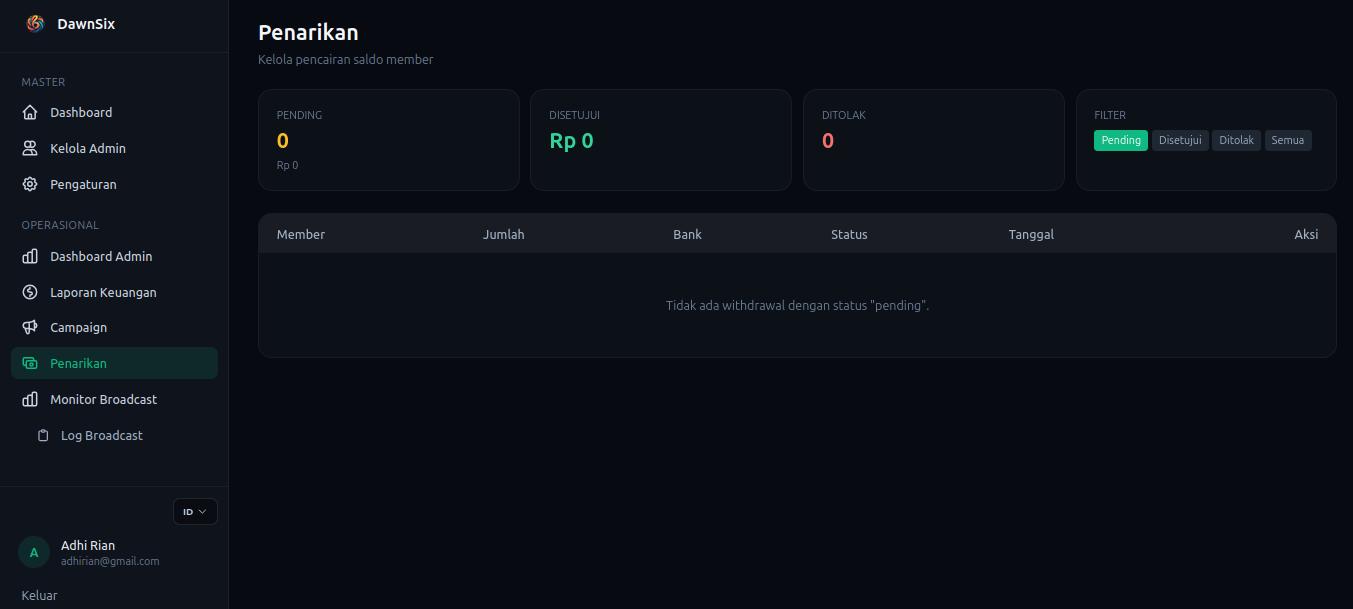 DawnSix
MASTER
Dashboard
Kelola Admin
Pengaturan
OPERASIONAL
Dashboard Admin
Laporan Keuangan
Campaign
Penarikan
Monitor Broadcast
Log Broadcast
ID
A
Adhi Rian
adhirian@gmail.com
Keluar
Penarikan
Kelola pencairan saldo member
PENDING
0
Rp 0
DISETUJUI
Rp 0
DITOLAK
0
FILTER
Pending Disetujui Ditolak Semua
Member Jumlah Bank Status Tanggal Aksi
Tidak ada withdrawal dengan status "pending".